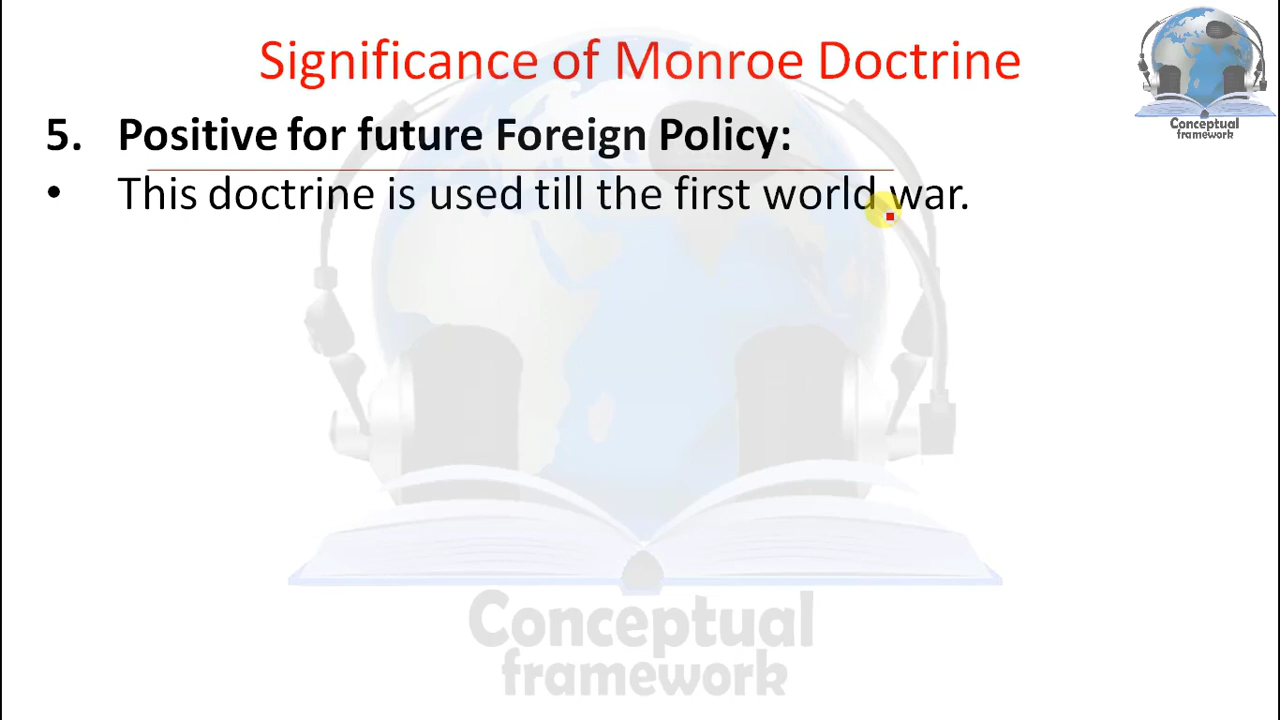 Significance of Monroe Doctrine
Conceptual
framework
5. Positive for future Foreign Policy:
• This doctrine is used till the first world war.
Conceptual
framework